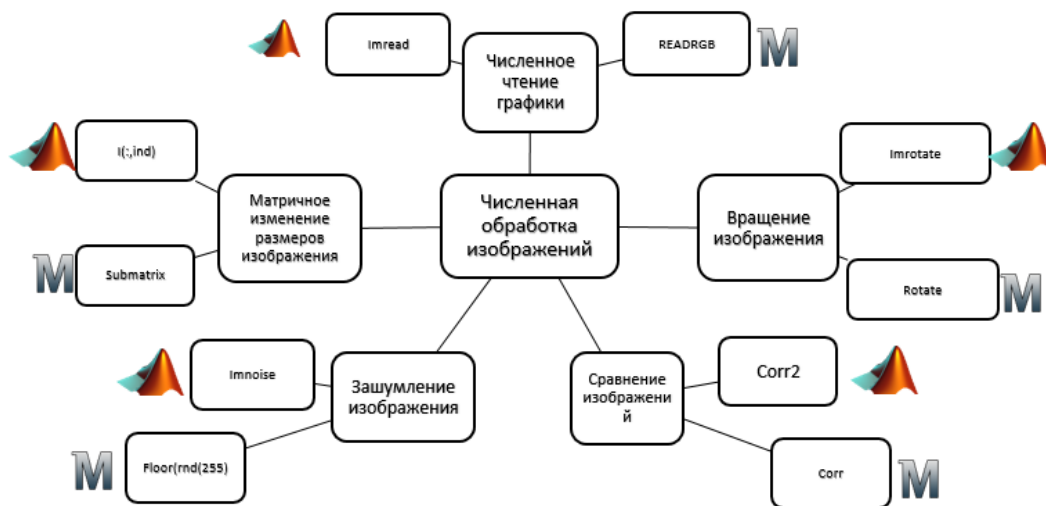 Imread
READRGB
Численное
чтение
графики
I(:,ind)
Imrotate
Матричное
изменение
размеров
изображения
Численная
обработка
изображений
Вращение
изображения
Submatrix
Rotate
Imnoise
Зашумление
изображения
Сравнение
изображени
й
Corr2
Floor(rnd(255)
Corr
M
M
M
M
M